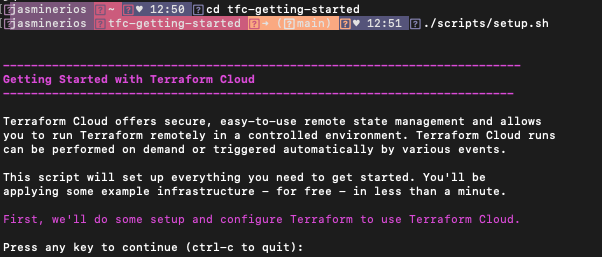 asminerios ~ ♥ 12:50 cd tfc-getting-started
asminerios tfc-getting-started → (main) ♥ 12:51 ./scripts/setup.sh
--------------------------------------------------------------------------
Getting Started with Terraform Cloud
-------------------------------------------------------------------------
Terraform Cloud offers secure, easy-to-use remote state management and allows
you to run Terraform remotely in a controlled environment. Terraform Cloud runs
can be performed on demand or triggered automatically by various events.
This script will set up everything you need to get started. You'll be
applying some example infrastructure - for free - in less than a minute.
First, we'll do some setup and configure Terraform to use Terraform Cloud.
Press any key to continue (ctrl-c to quit):